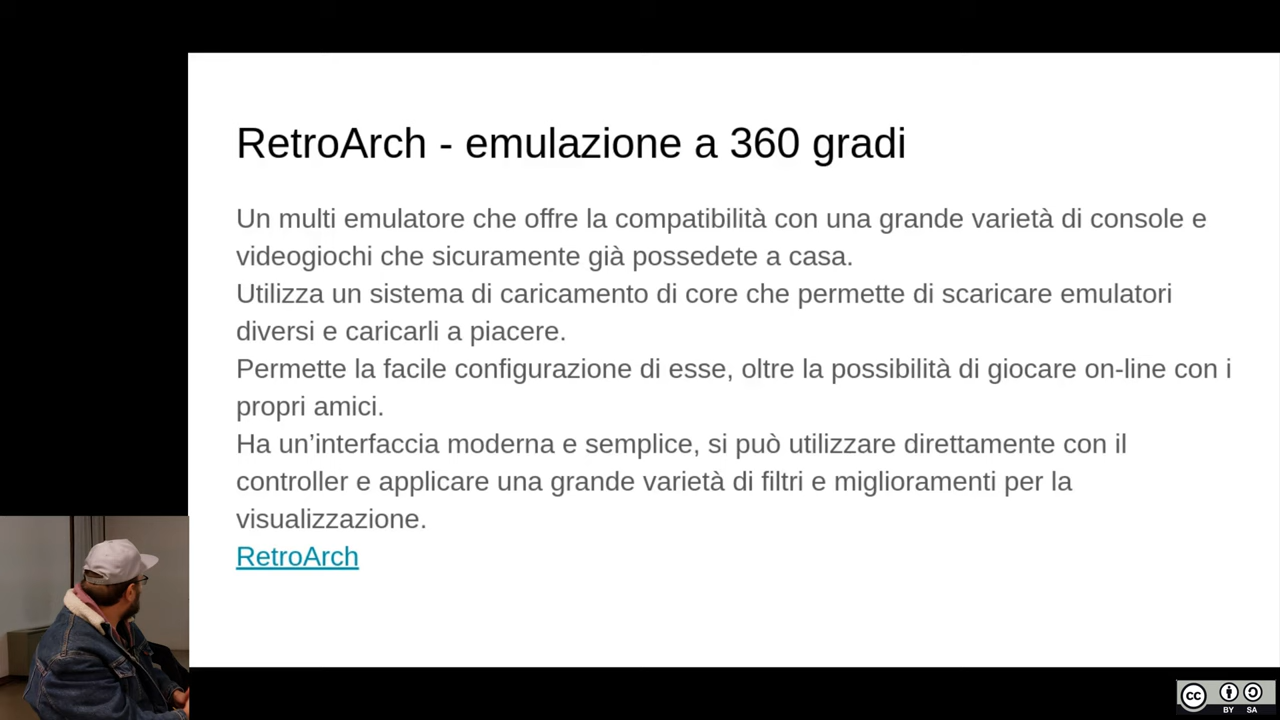 RetroArch - emulazione a 360 gradi
Un multi emulatore che offre la compatibilità con una grande varietà di console e
videogiochi che sicuramente già possedete a casa.
Utilizza un sistema di caricamento di core che permette di scaricare emulatori
diversi e caricarli a piacere.
Permette la facile configurazione di esse, oltre la possibilità di giocare on-line con i
propri amici.
Ha un’interfaccia moderna e semplice, si può utilizzare direttamente con il
controller e applicare una grande varietà di filtri e miglioramenti per la
visualizzazione.
RetroArch
CC BY SA